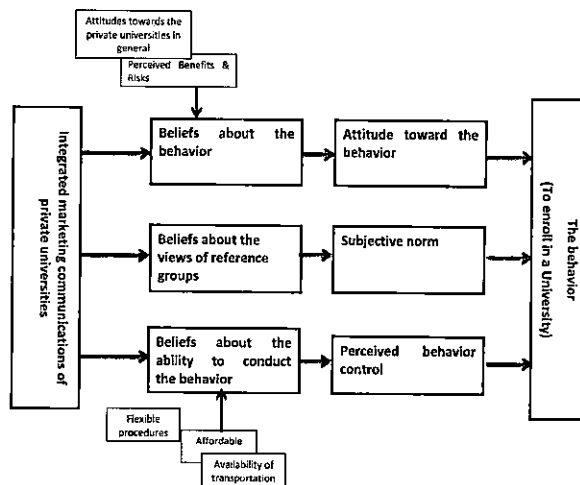 Attitudes towards the
private universities in
general
Perceived Benefits &
Risks
Integrated marketing communications of
private universities
Beliefs about the
behavior
Attitude toward the
behavior
Beliefs about the
views of reference
groups
Subjective norm
Beliefs about the
ability to conduct
the behavior
Perceived behavior
control
The behavior
(To enroll in a University)
Flexible
procedures
Affordable
Availability of
transportation